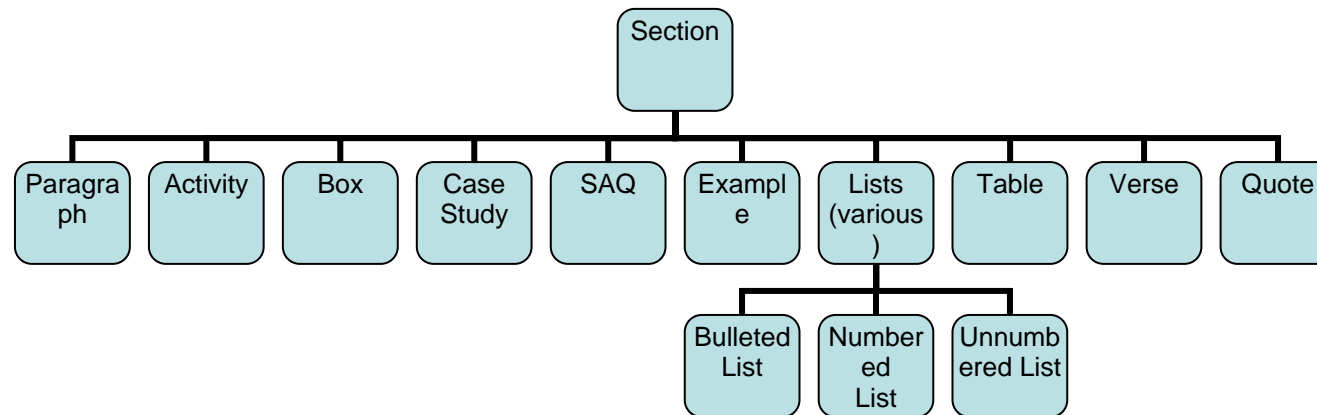 Section
Paragra
ph
Activity
Box
Case
Study
SAQ
Exampl
e
Lists
(various
)
Table
Verse
Quote
Bulleted
List
Number
ed
List
Unnumb
ered List